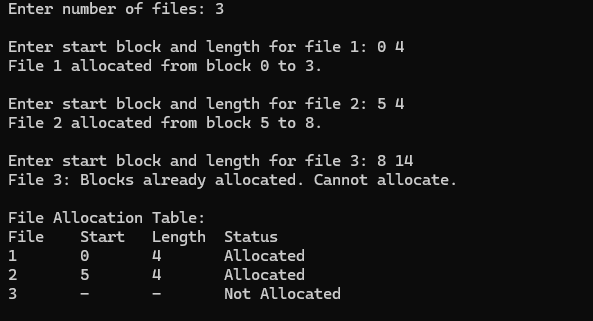 Enter number of files: 3
Enter start block and length for file 1: 0 4
File 1 allocated from block 0 to 3.
Enter start block and length for file 2: 5 4
File 2 allocated from block 5 to 8.
Enter start block and length for file 3: 8 14
File 3: Blocks already allocated. Cannot allocate.
File Allocation Table:
File Start Length Status
1 0 4 Allocated
2 5 4 Allocated
3 - - Not Allocated